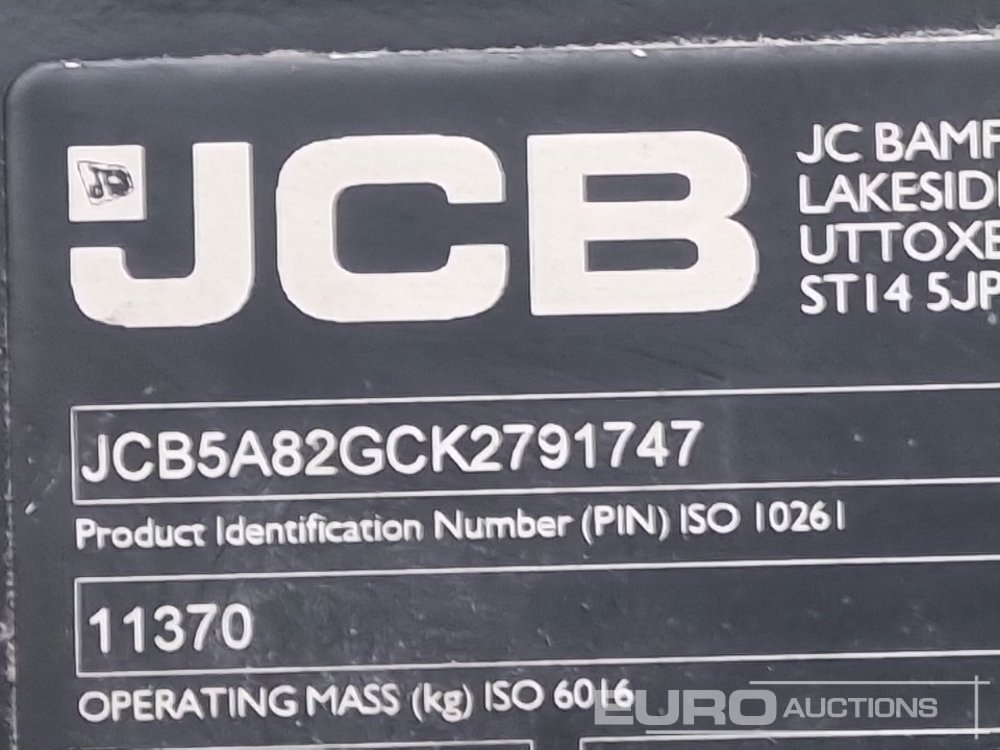 JCB
JC BAMF
LAKESID
UTTOXE
ST14 5JP
JCB5A82GCK2791747
Product Identification Number (PIN) ISO 10261
11370
OPERATING MASS (kg) ISO 6016
EURO AUCTIONS